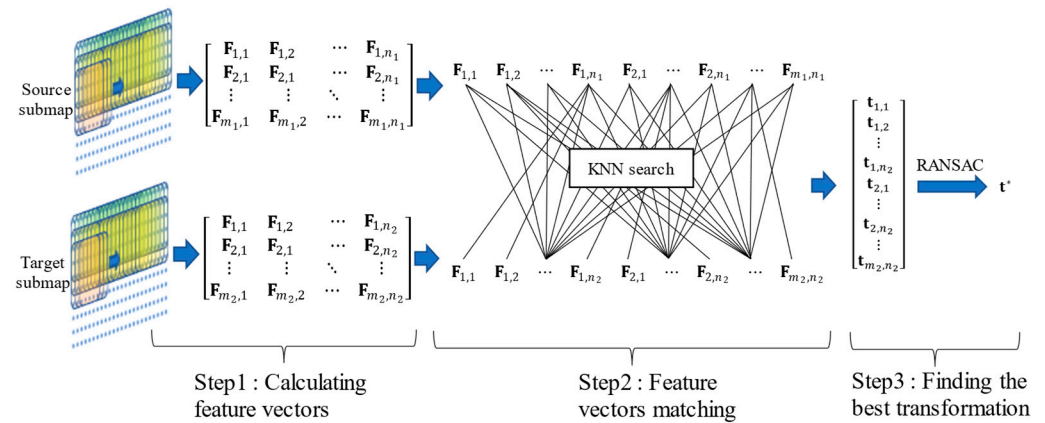 Source
submap
F1,1 F1,2 ⋯ F1,n1
F2,1 F2,1 ⋯ F2,n1
⋮ ⋮ ⋱ ⋮
Fm1,1 Fm1,2 ⋯ Fm1,n1
F1,1 F1,2 ⋯ F1,n1 F2,1 ⋯ F2,n1 ⋯ Fm1,n1
KNN search
Target
submap
F1,1 F1,2 ⋯ F1,n2
F2,1 F2,1 ⋯ F2,n2
⋮ ⋮ ⋱ ⋮
Fm2,1 Fm2,2 ⋯ Fm2,n2
F1,1 F1,2 ⋯ F1,n2 F2,1 ⋯ F2,n2 ⋯ Fm2,n2
t1,1
t1,2
⋮
t1,n2
t2,1
⋮
t2,n2
⋮
tm2,n2
RANSAC
t*
Step1 : Calculating
feature vectors
Step2 : Feature
vectors matching
Step3 : Finding the
best transformation